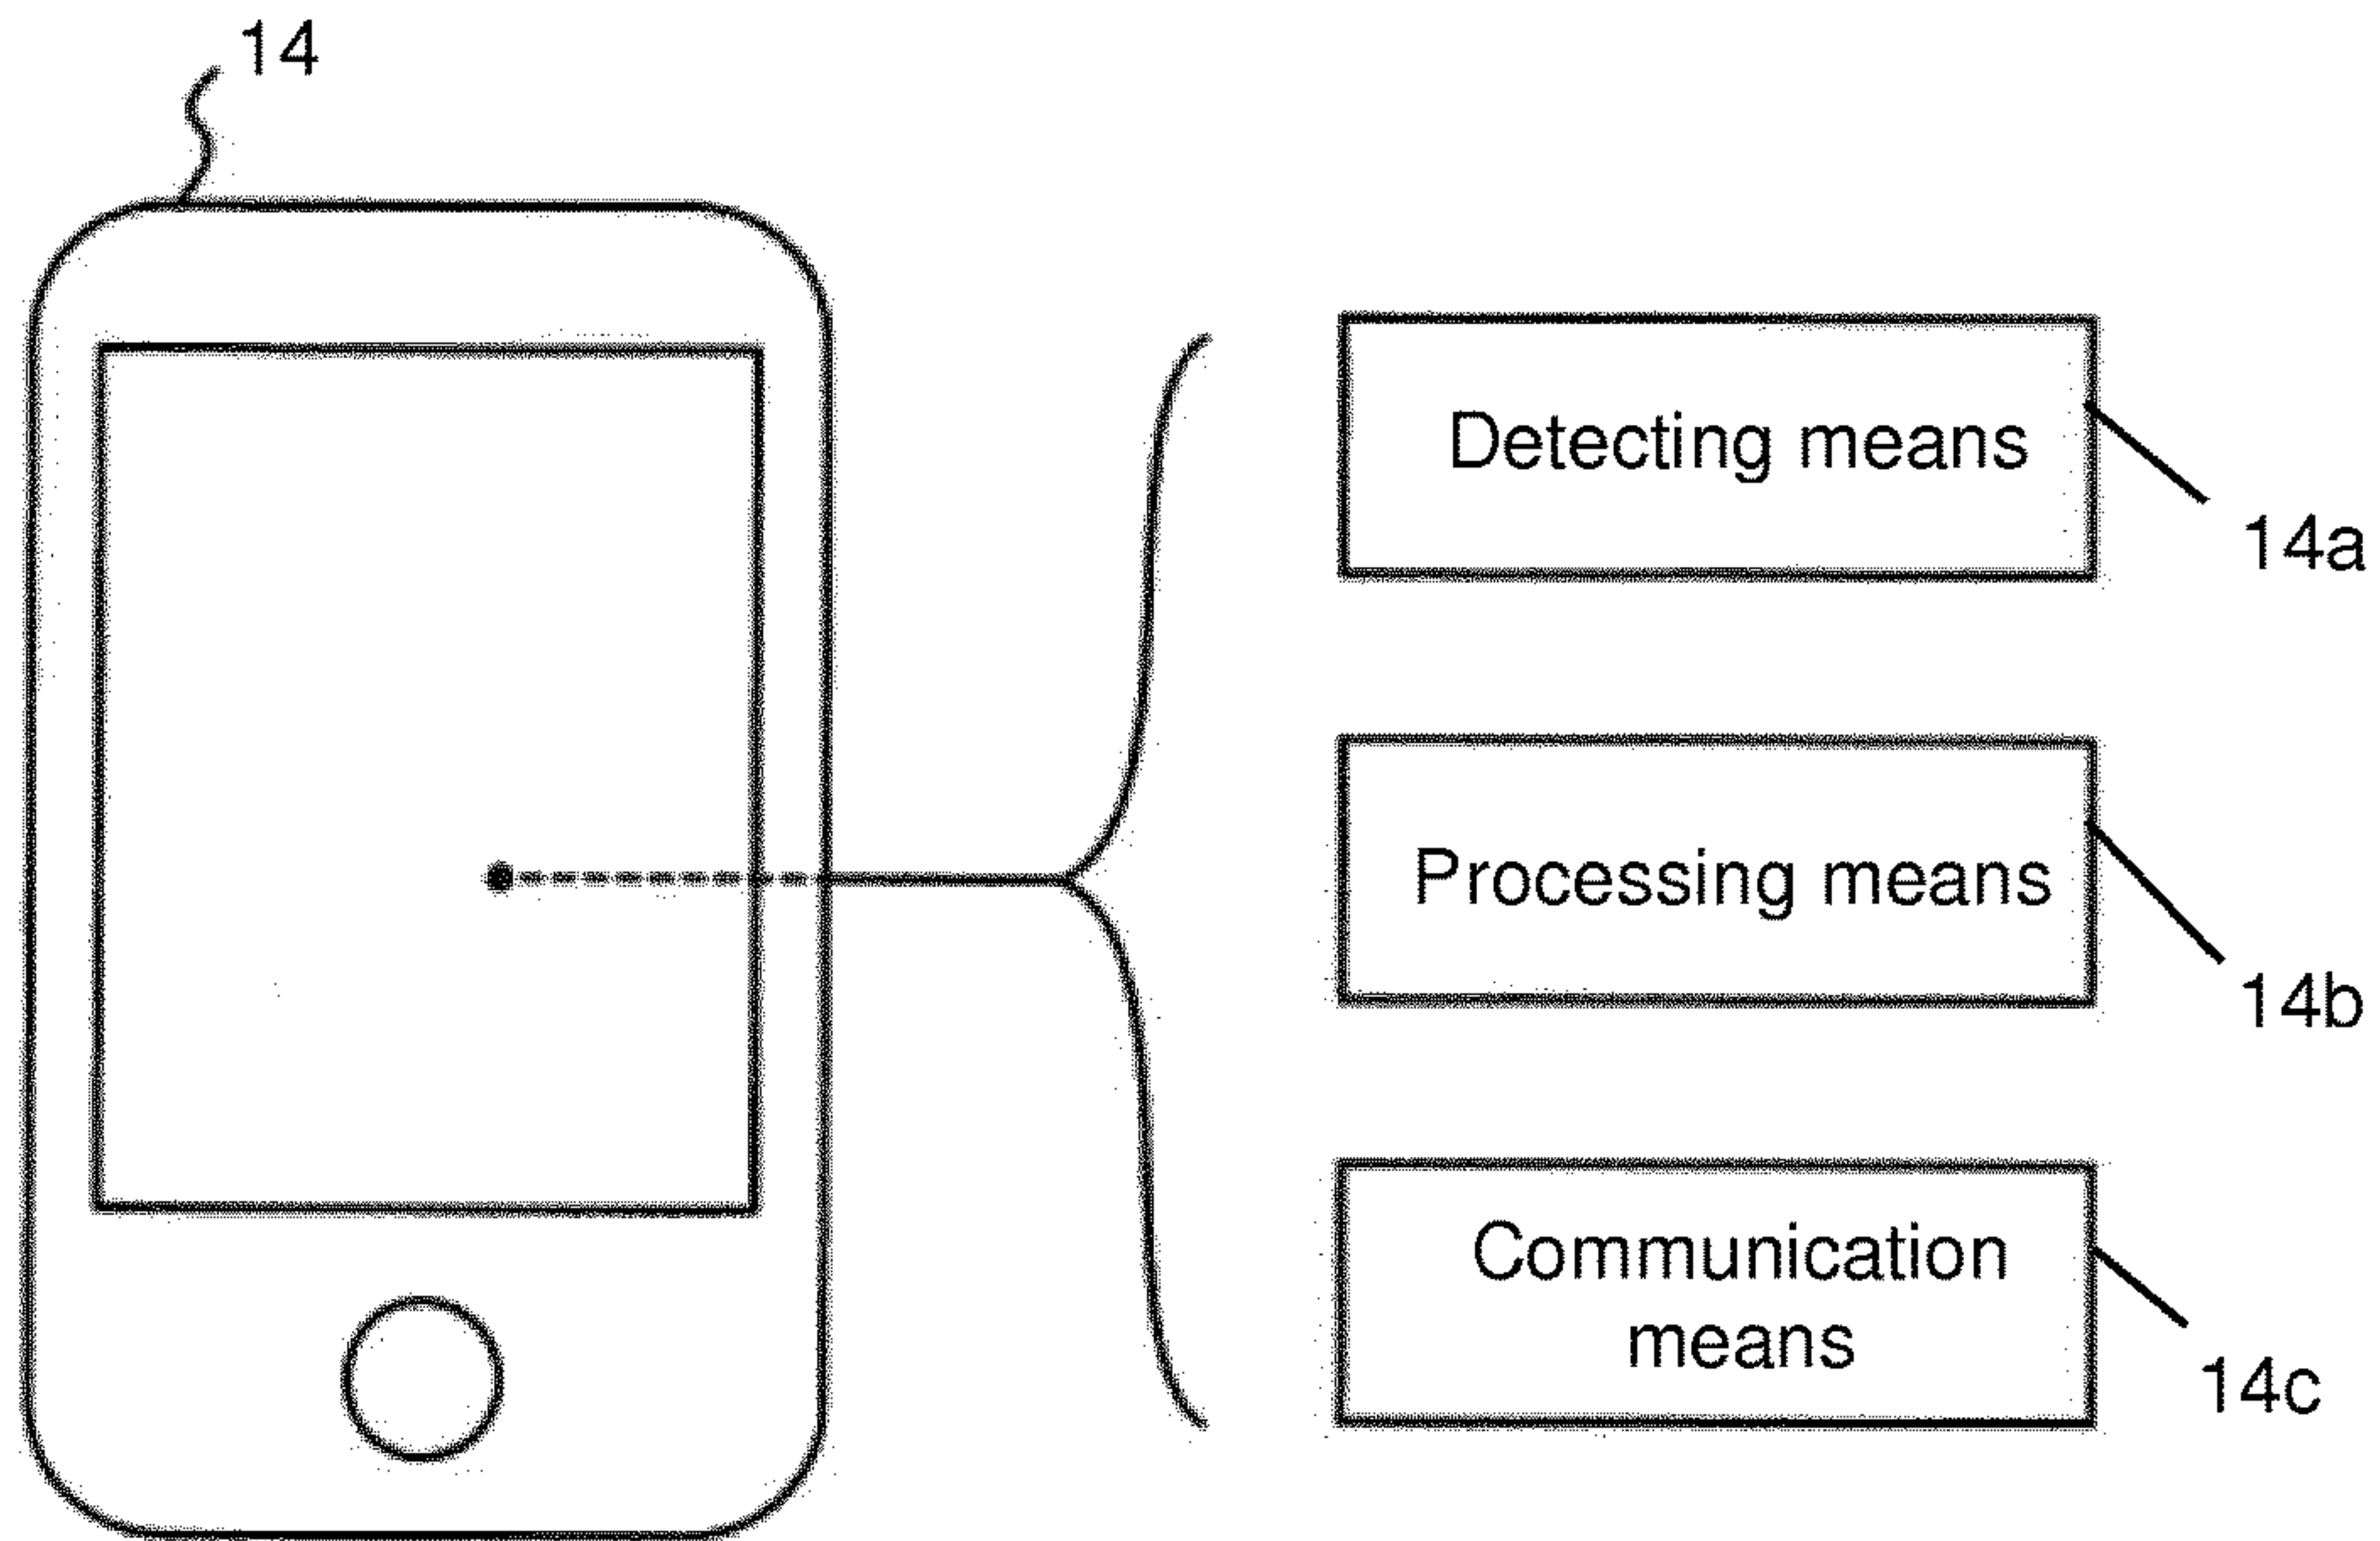 14
Detecting means
14a
Processing means
14b
Communication
means
14c